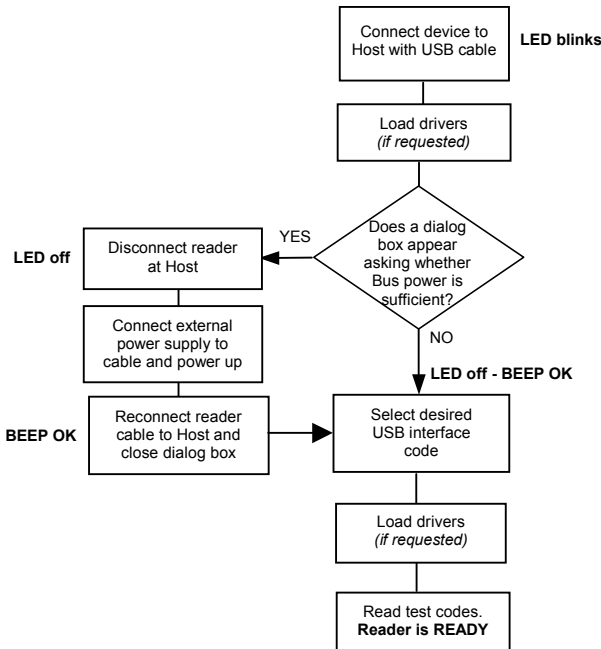 Connect device to
Host with USB cable
LED blinks
Load drivers
(if requested)
Does a dialog
box appear
asking whether
Bus power is
sufficient?
YES
Disconnect reader
at Host
LED off
Connect external
power supply to
cable and power up
NO
LED off - BEEP OK
BEEP OK
Reconnect reader
cable to Host and
close dialog box
Select desired
USB interface
code
Load drivers
(if requested)
Read test codes.
Reader is READY